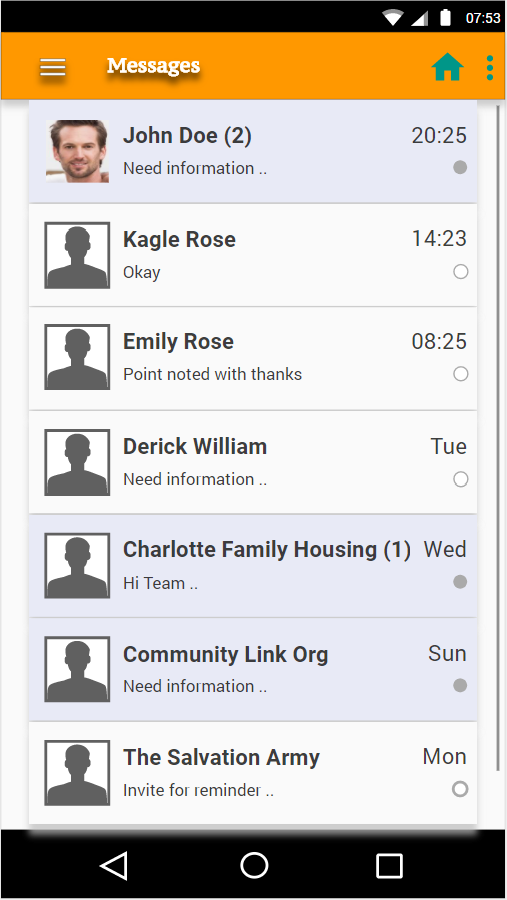 07:53
Messages
John Doe (2) 20:25
Need information ..
Kagle Rose 14:23
Okay
Emily Rose 08:25
Point noted with thanks
Derick William Tue
Need information ..
Charlotte Family Housing (1) Wed
Hi Team ..
Community Link Org Sun
Need information ..
The Salvation Army Mon
Invite for reminder ..